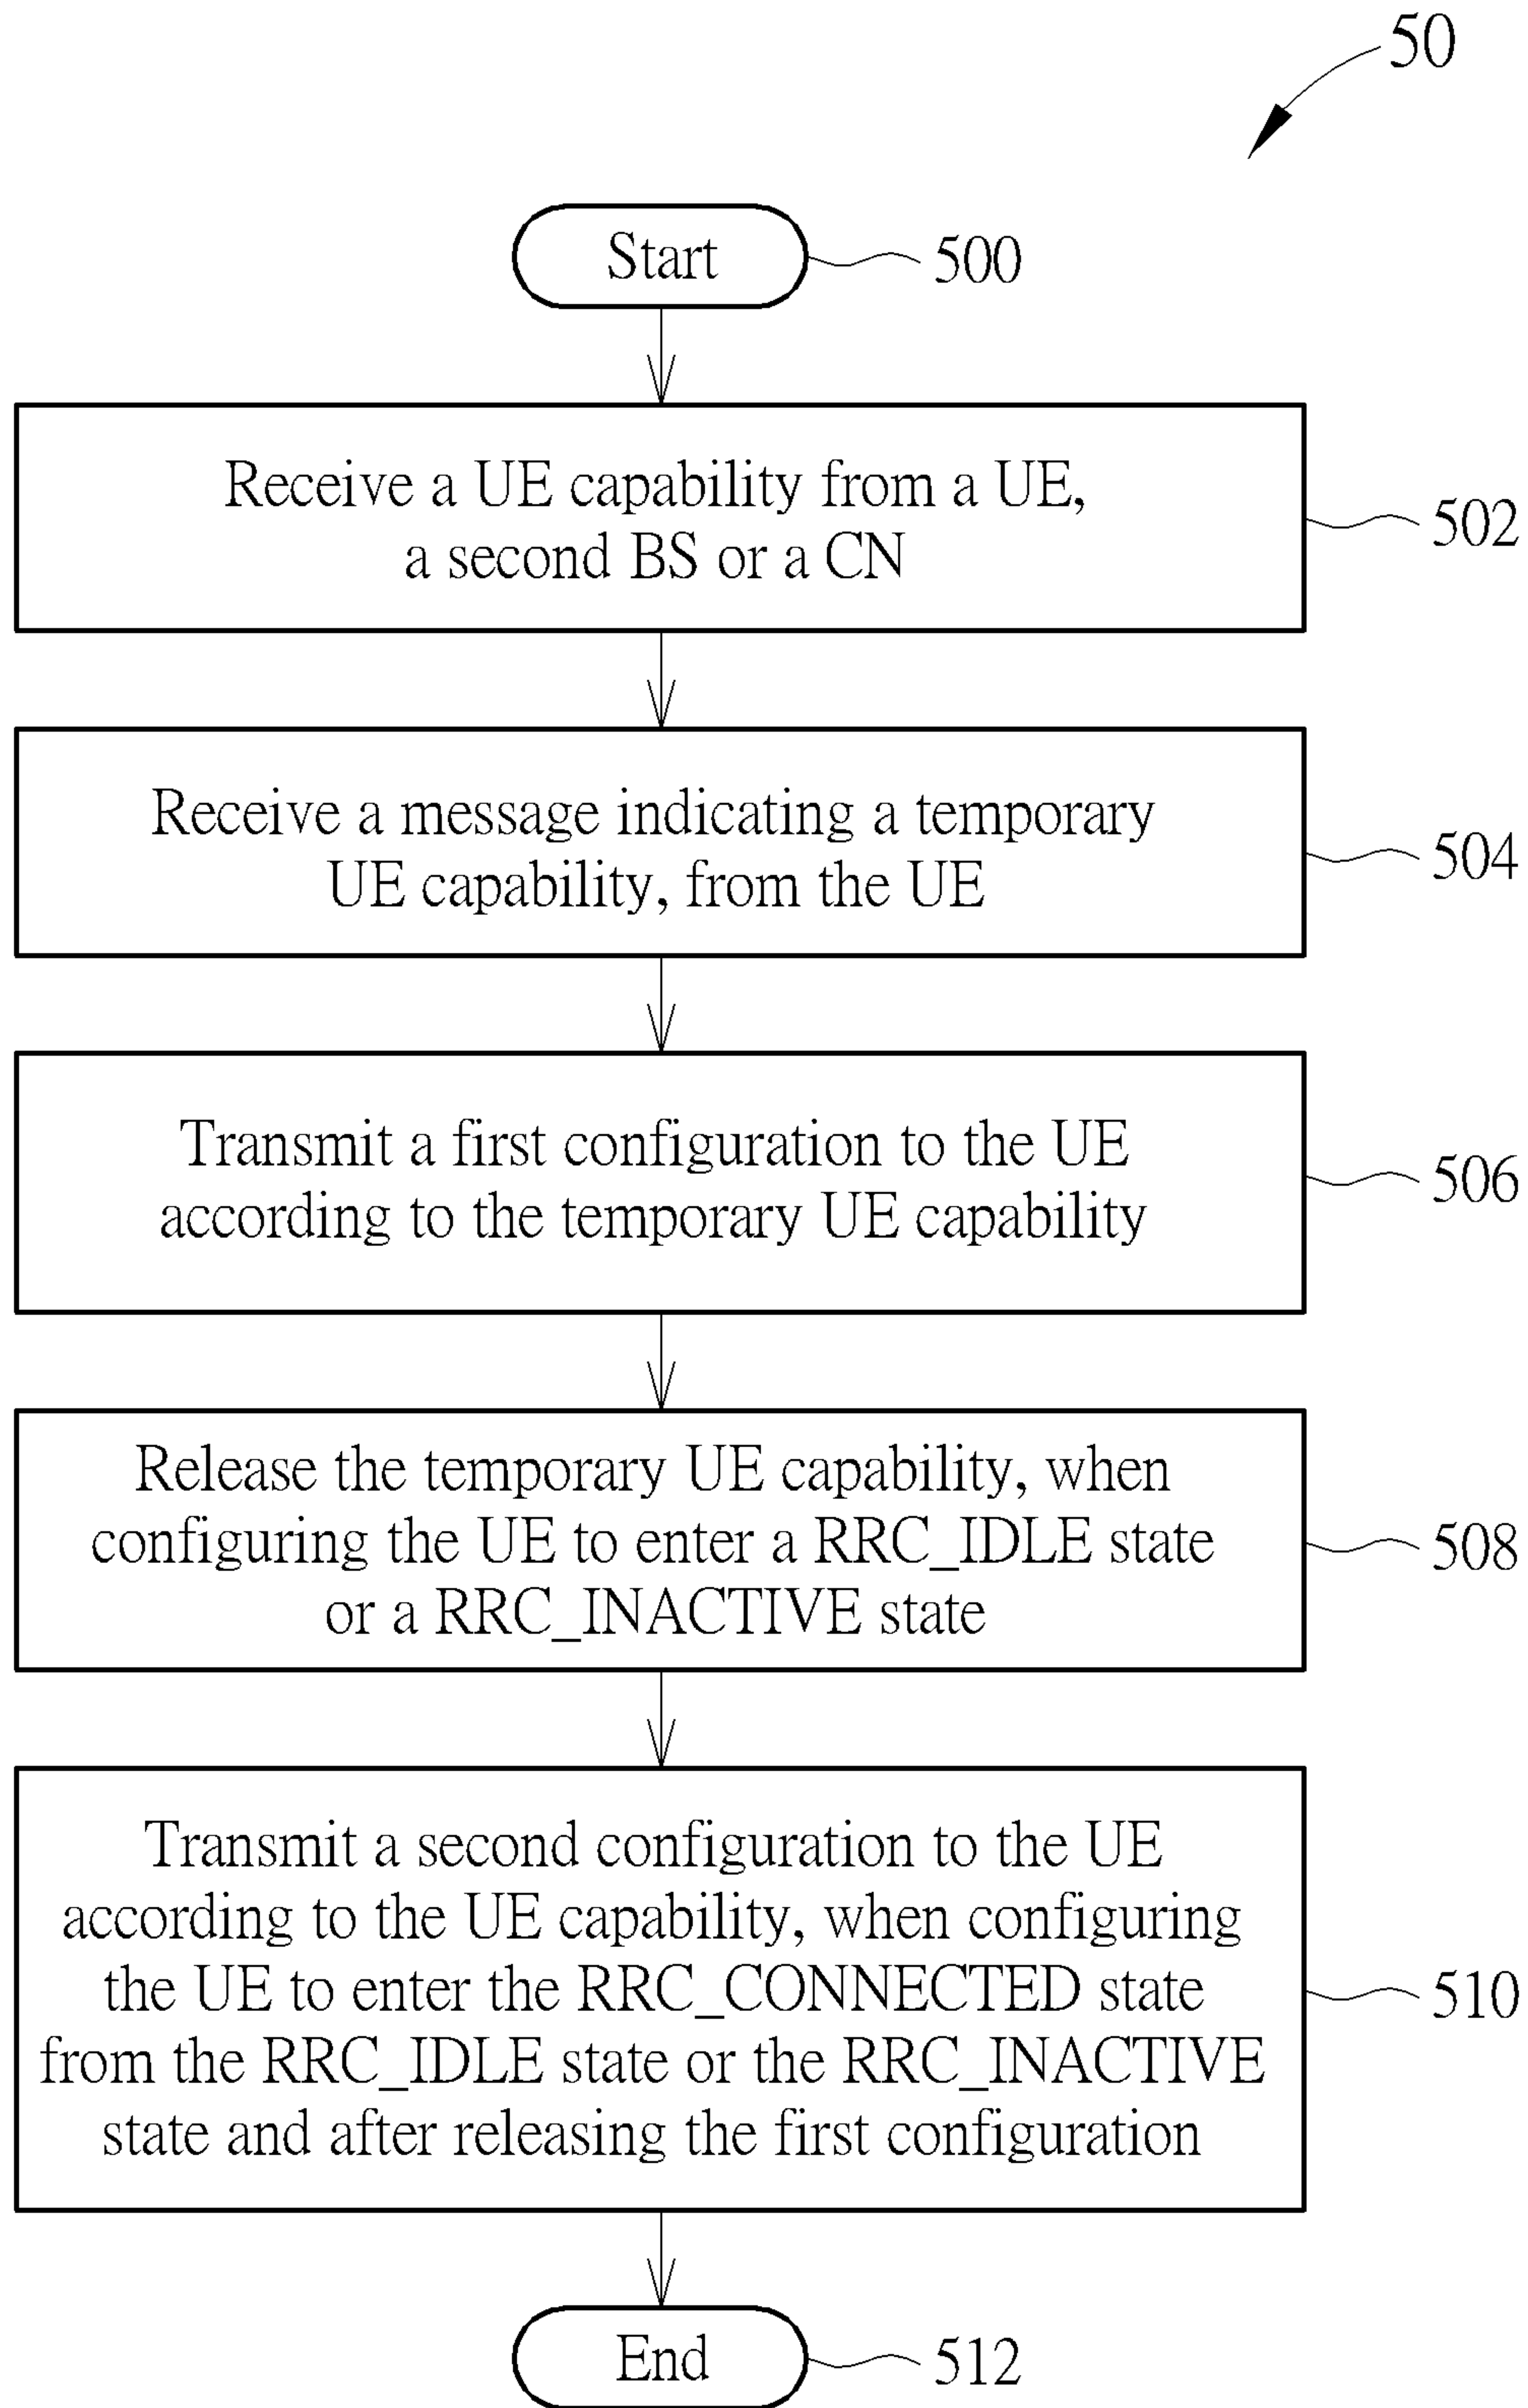 50
Start
500
Receive a UE capability from a UE,
a second BS or a CN
502
Receive a message indicating a temporary
UE capability, from the UE
504
Transmit a first configuration to the UE
according to the temporary UE capability
506
Release the temporary UE capability, when
configuring the UE to enter a RRC_IDLE state
or a RRC_INACTIVE state
508
Transmit a second configuration to the UE
according to the UE capability, when configuring
the UE to enter the RRC_CONNECTED state
from the RRC_IDLE state or the RRC_INACTIVE
state and after releasing the first configuration
510
End
512